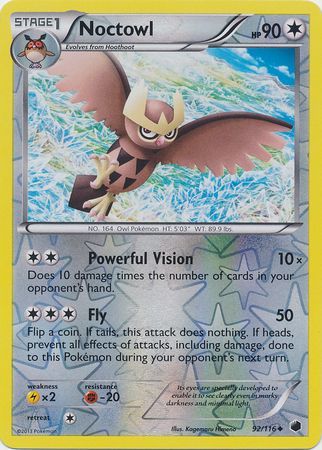 STAGE1
Noctowl
HP 90
Evolves from Hoothoot
NO. 164 Owl Pokémon HT: 5'03" WT: 89.9 lbs.
Powerful Vision 10×
Does 10 damage times the number of cards in your
opponent's hand.
Fly 50
Flip a coin. If tails, this attack does nothing. If heads,
prevent all effects of attacks, including damage, done
to this Pokémon during your opponent's next turn.
weakness
×2
resistance
-20
retreat
Its eyes are specially developed to
enable it to see clearly even in murky
darkness and minimal light.
Illus. Kagemaru Himeno
92/116
©2013 Pokémon